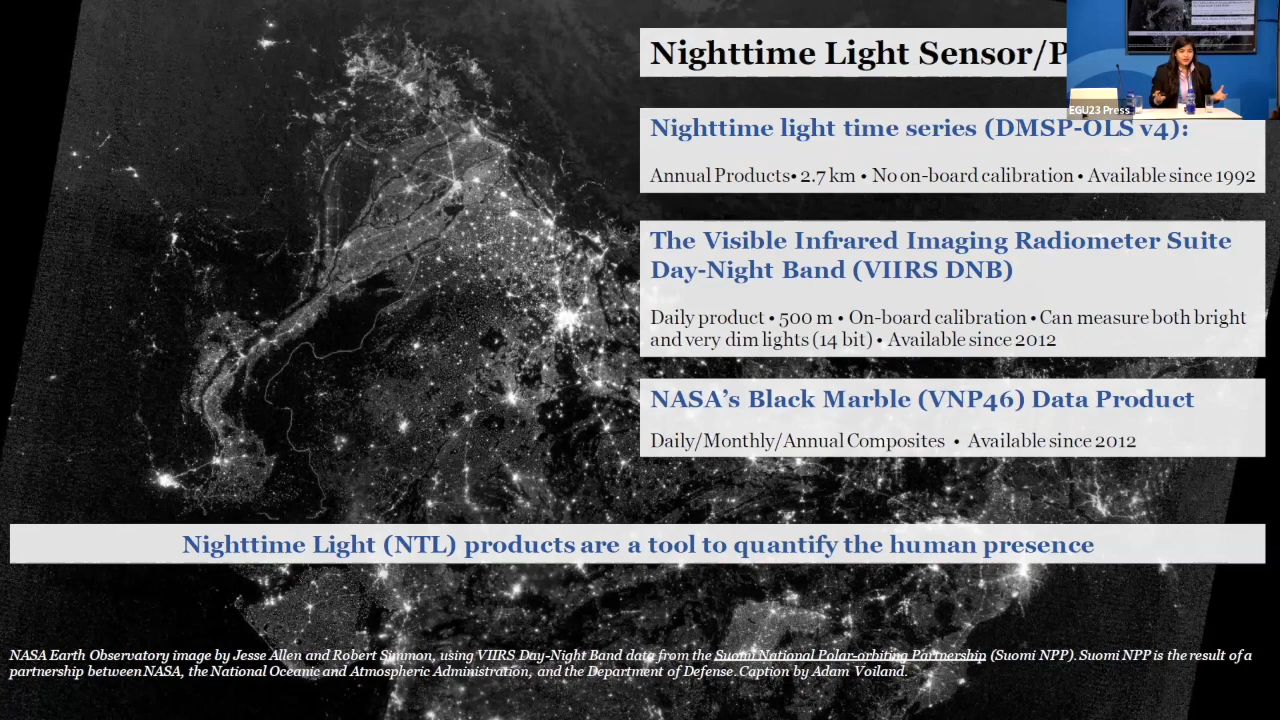 Nighttime Light Sensor/P
EGU23 Press
Nighttime light time series (DMSP-OLS v4):
Annual Products• 2.7 km • No on-board calibration • Available since 1992
The Visible Infrared Imaging Radiometer Suite
Day-Night Band (VIIRS DNB)
Daily product • 500 m • On-board calibration • Can measure both bright
and very dim lights (14 bit) • Available since 2012
NASA's Black Marble (VNP46) Data Product
Daily/Monthly/Annual Composites • Available since 2012
Nighttime Light (NTL) products are a tool to quantify the human presence
NASA Earth Observatory image by Jesse Allen and Robert Simmon, using VIIRS Day-Night Band data from the Suomi National Polar-orbiting Partnership (Suomi NPP). Suomi NPP is the result of a
partnership between NASA, the National Oceanic and Atmospheric Administration, and the Department of Defense. Caption by Adam Voiland.